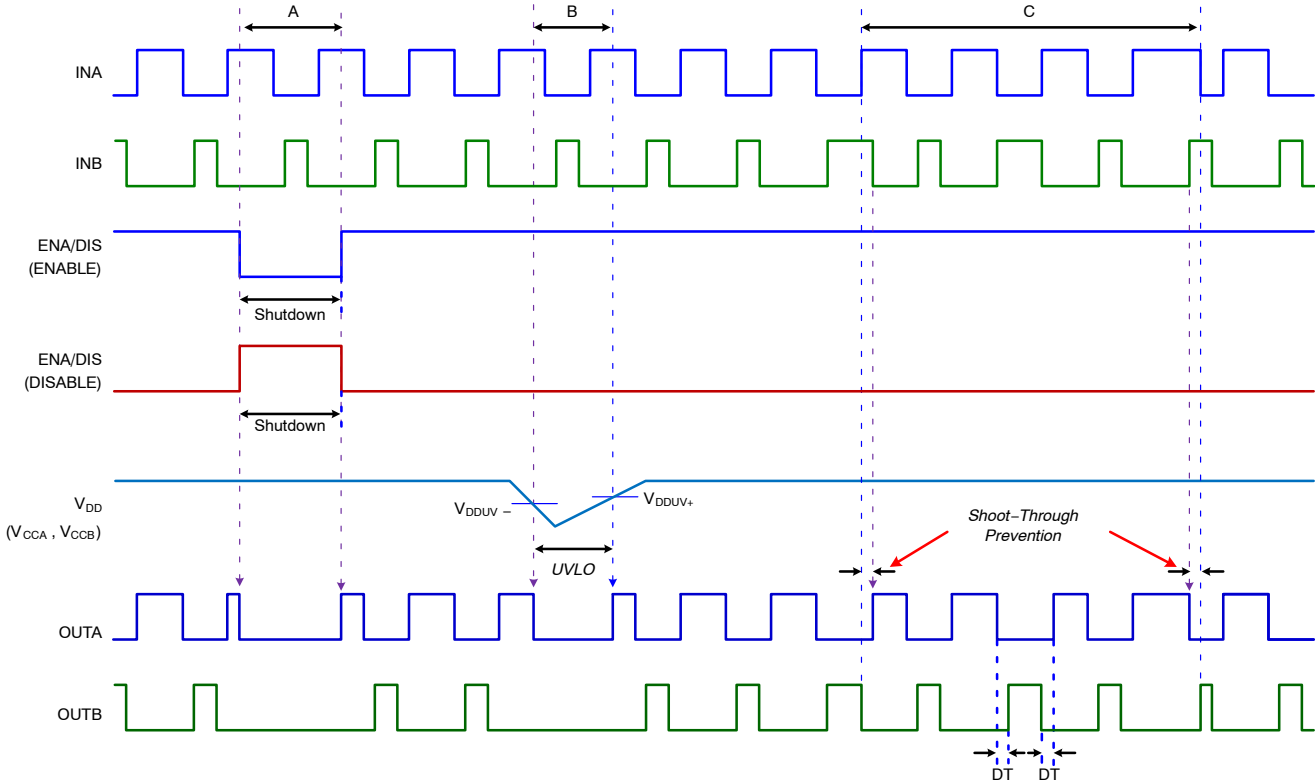 A
B
C
INA
INB
ENA/DIS
(ENABLE)
Shutdown
ENA/DIS
(DISABLE)
Shutdown
VDD
(VCCA , VCCB)
VDDUV −
VDDUV+
UVLO
Shoot−Through
Prevention
OUTA
OUTB
DT
DT